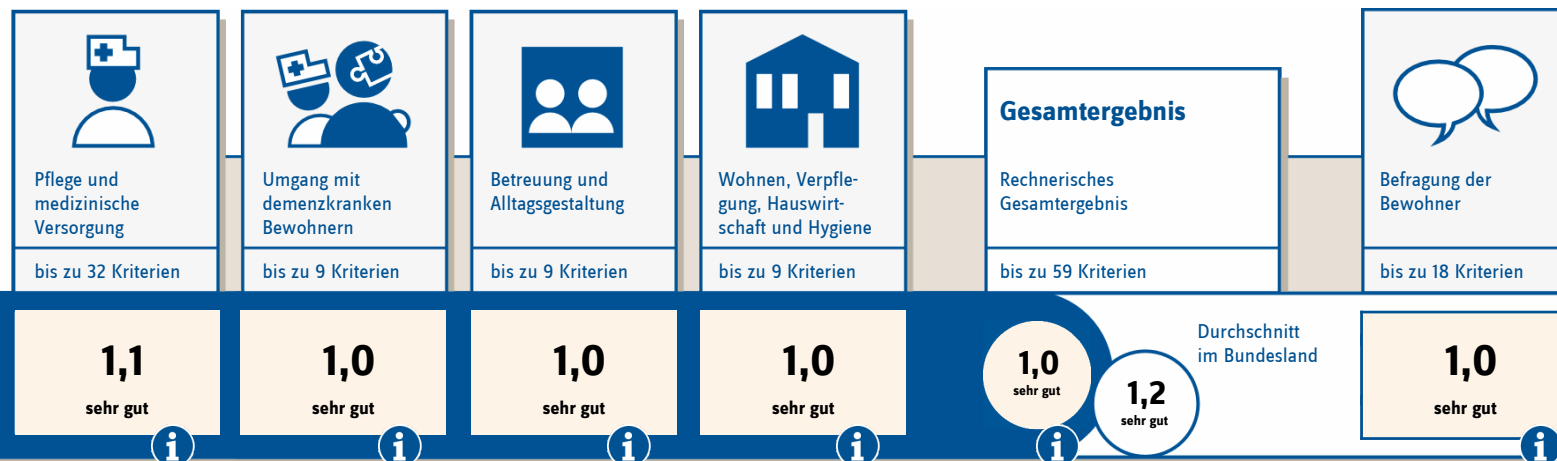 Pflege und
medizinische
Versorgung
bis zu 32 Kriterien
1,1
sehr gut
Umgang mit
demenzkranken
Bewohnern
bis zu 9 Kriterien
1,0
sehr gut
Betreuung und
Alltagsgestaltung
bis zu 9 Kriterien
1,0
sehr gut
Wohnen, Verpfle-
gung, Hauswirt-
schaft und Hygiene
bis zu 9 Kriterien
1,0
sehr gut
Gesamtergebnis
Rechnerisches
Gesamtergebnis
bis zu 59 Kriterien
1,0
sehr gut
1,2
sehr gut
Durchschnitt
im Bundesland
Befragung der
Bewohner
bis zu 18 Kriterien
1,0
sehr gut